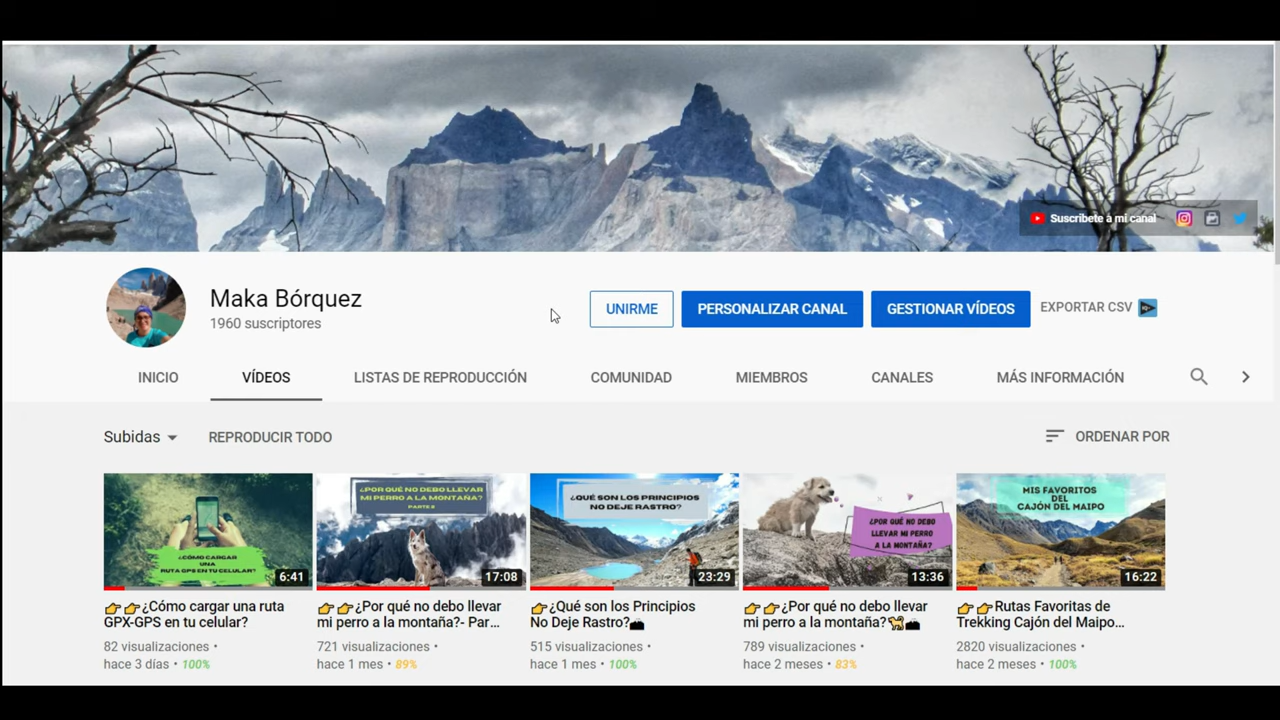 Suscribete a mi canal
Maka Bórquez
1960 suscriptores
UNIRME
PERSONALIZAR CANAL
GESTIONAR VÍDEOS
EXPORTAR CSV
INICIO
VÍDEOS
LISTAS DE REPRODUCCIÓN
COMUNIDAD
MIEMBROS
CANALES
MÁS INFORMACIÓN
Subidas
REPRODUCIR TODO
ORDENAR POR
¿CÓMO CARGAR
UNA
RUTA GPS EN TU CELULAR?
6:41
👉👉¿Cómo cargar una ruta
GPX-GPS en tu celular?
82 visualizaciones •
hace 3 días • 100%
¿POR QUÉ NO DEBO LLEVAR
MI PERRO A LA MONTAÑA?
PARTE 2
17:08
👉👉¿Por qué no debo llevar
mi perro a la montaña?- Par...
721 visualizaciones •
hace 1 mes • 89%
¿QUÉ SON LOS PRINCIPIOS
NO DEJE RASTRO?
23:29
👉¿Qué son los Principios
No Deje Rastro?🏔
515 visualizaciones •
hace 1 mes • 100%
¿POR QUÉ NO DEBO
LLEVAR MI PERRO
A LA MONTAÑA?
13:36
👉👉¿Por qué no debo llevar
mi perro a la montaña?🐕🏔
789 visualizaciones •
hace 2 meses • 83%
MIS FAVORITOS
DEL
CAJÓN DEL MAIPO
16:22
👉👉Rutas Favoritas de
Trekking Cajón del Maipo...
2820 visualizaciones •
hace 2 meses • 100%